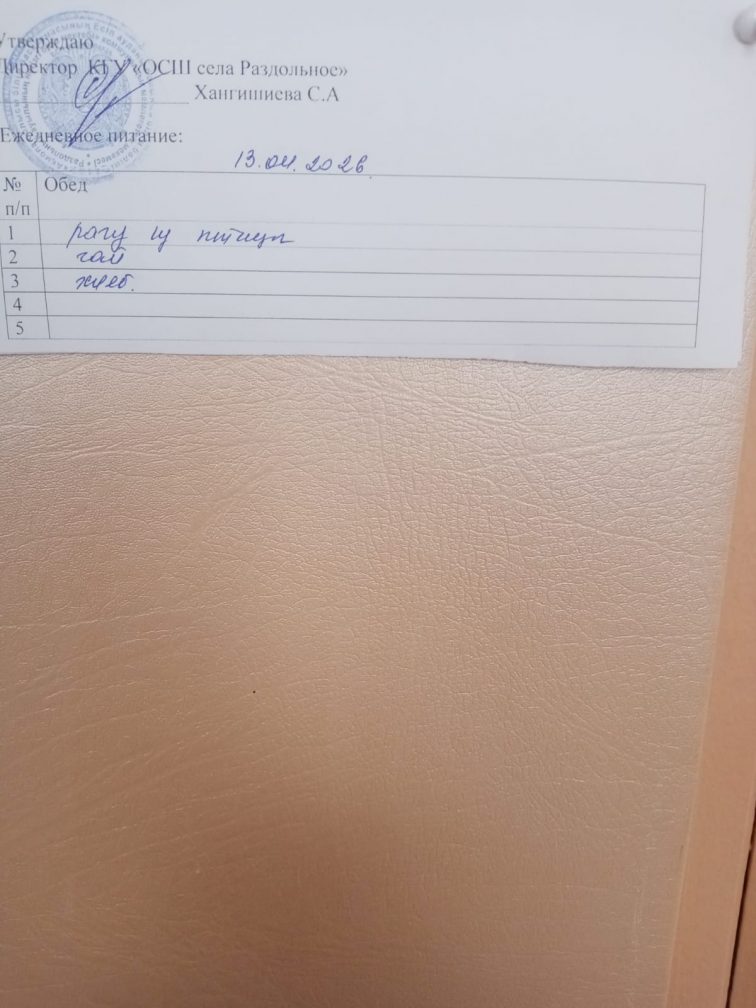 Утверждаю
Директор КГУ «ОСШ села Раздольное»
Хангишиева С.А
Ежедневное питание:
13.04.2026
№ п/п Обед
1 рагу из птицы
2 чай
3 хлеб.
4
5